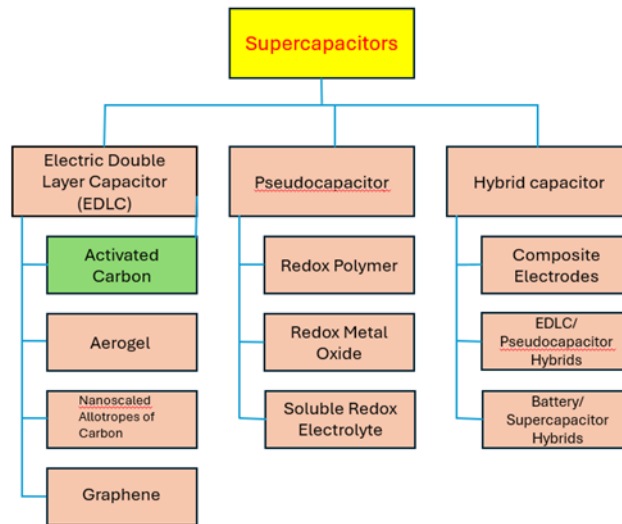 Supercapacitors
Electric Double
Layer Capacitor
(EDLC)
Pseudocapacitor
Hybrid capacitor
Activated
Carbon
Redox Polymer
Composite
Electrodes
Aerogel
Redox Metal
Oxide
EDLC/
Pseudocapacitor
Hybrids
Nanoscaled
Allotropes of
Carbon
Soluble Redox
Electrolyte
Battery/
Supercapacitor
Hybrids
Graphene